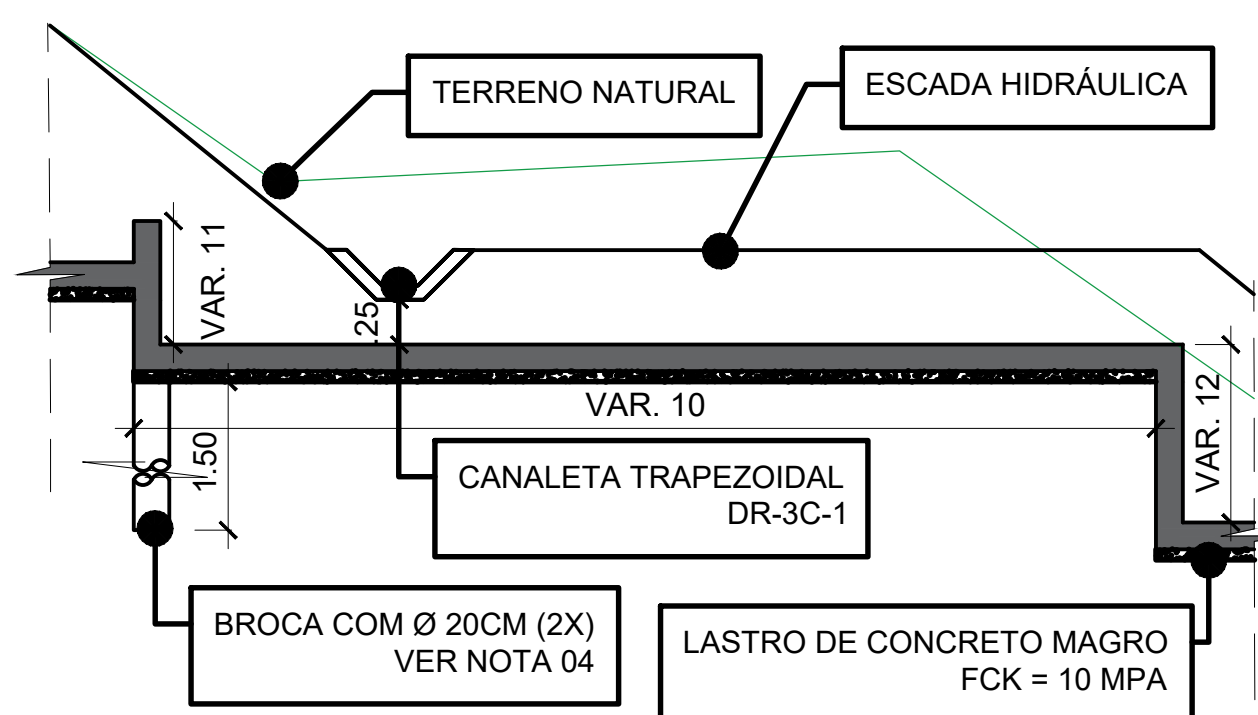 TERRENO NATURAL
ESCADA HIDRÁULICA
VAR. 11
.25
VAR. 10
VAR. 12
1.50
CANALETA TRAPEZOIDAL
DR-3C-1
BROCA COM Ø 20CM (2X)
VER NOTA 04
LASTRO DE CONCRETO MAGRO
FCK = 10 MPA